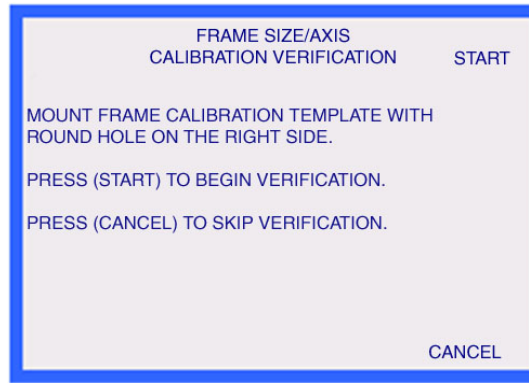 FRAME SIZE/AXIS
CALIBRATION VERIFICATION
START
MOUNT FRAME CALIBRATION TEMPLATE WITH
ROUND HOLE ON THE RIGHT SIDE.
PRESS (START) TO BEGIN VERIFICATION.
PRESS (CANCEL) TO SKIP VERIFICATION.
CANCEL